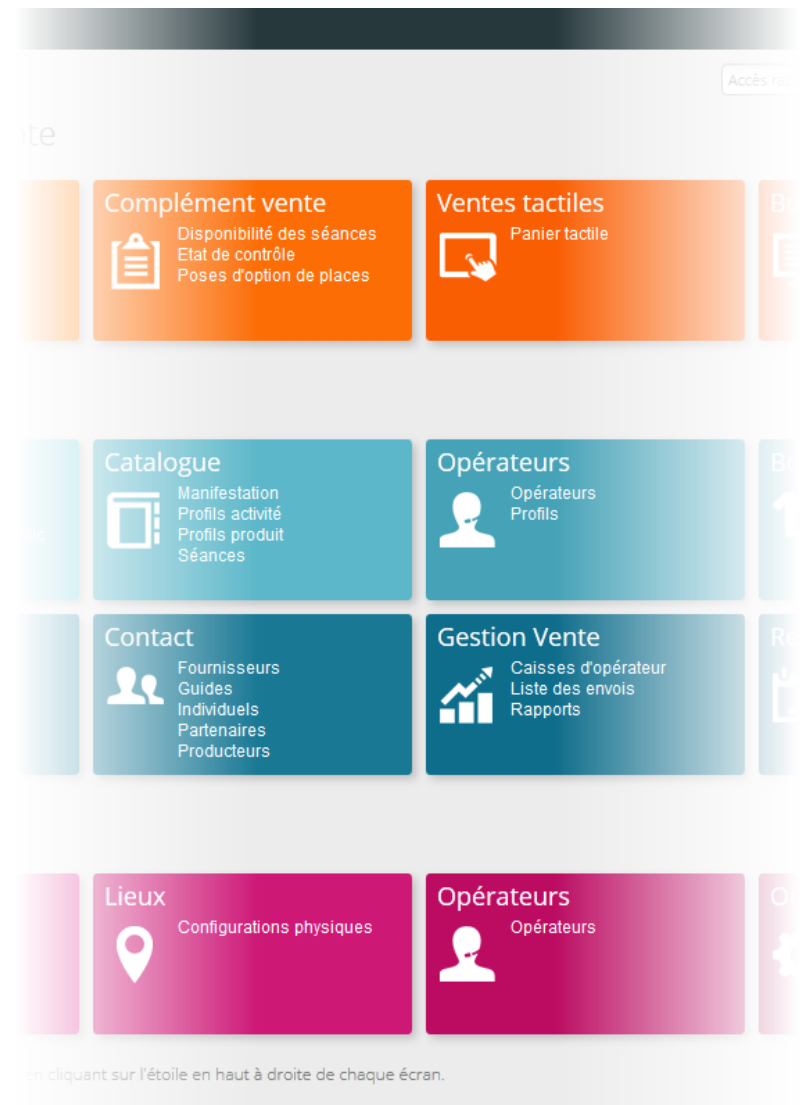 Accès
Complément vente
Disponibilité des séances
Etat de contrôle
Poses d'option de places
Ventes tactiles
Panier tactile
Catalogue
Manifestation
Profils activité
Profils produit
Séances
Opérateurs
Opérateurs
Profils
Contact
Fournisseurs
Guides
Individuels
Partenaires
Producteurs
Gestion Vente
Caisses d'opérateur
Liste des envois
Rapports
Lieux
Configurations physiques
Opérateurs
Opérateurs
en cliquant sur l'étoile en haut à droite de chaque écran.